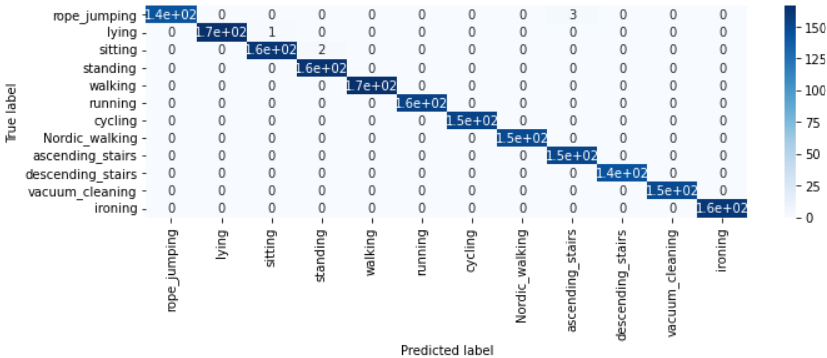 rope_jumping 1.4e+02 0 0 0 0 0 0 0 3 0 0 0
lying 0 1.7e+02 1 0 0 0 0 0 0 0 0 0
sitting 0 0 1.6e+02 2 0 0 0 0 0 0 0 0
standing 0 0 0 1.6e+02 0 0 0 0 0 0 0 0
walking 0 0 0 0 1.7e+02 0 0 0 0 0 0 0
running 0 0 0 0 0 1.6e+02 0 0 0 0 0 0
cycling 0 0 0 0 0 0 1.5e+02 0 0 0 0 0
Nordic_walking 0 0 0 0 0 0 0 1.5e+02 0 0 0 0
ascending_stairs 0 0 0 0 0 0 0 0 1.5e+02 0 0 0
descending_stairs 0 0 0 0 0 0 0 0 0 1.4e+02 0 0
vacuum_cleaning 0 0 0 0 0 0 0 0 0 0 1.5e+02 0
ironing 0 0 0 0 0 0 0 0 0 0 0 1.6e+02
True label
rope_jumping
lying
sitting
standing
walking
running
cycling
Nordic_walking
ascending_stairs
descending_stairs
vacuum_cleaning
ironing
Predicted label
150
125
100
75
50
25
0